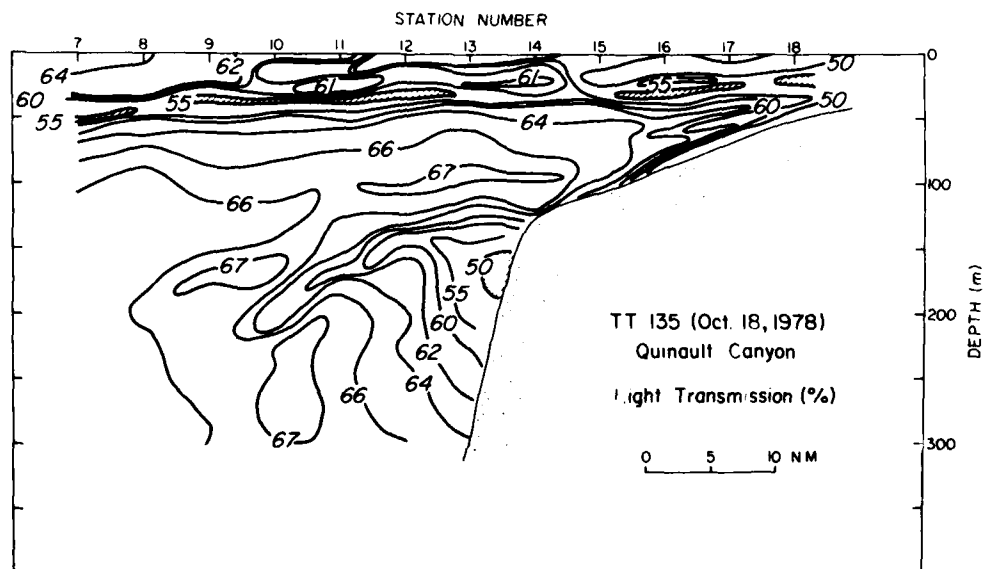 STATION NUMBER
7 8 9 10 11 12 13 14 15 16 17 18
0
64 62 61 61 55 50
60 55 55 60 50
64
66
67
100
66
67
50
55
60
62
64
66
67
200
300
DEPTH (m)
TT 135 (Oct. 18, 1978)
Quinault Canyon
Light Transmission (%)
0 5 10 NM